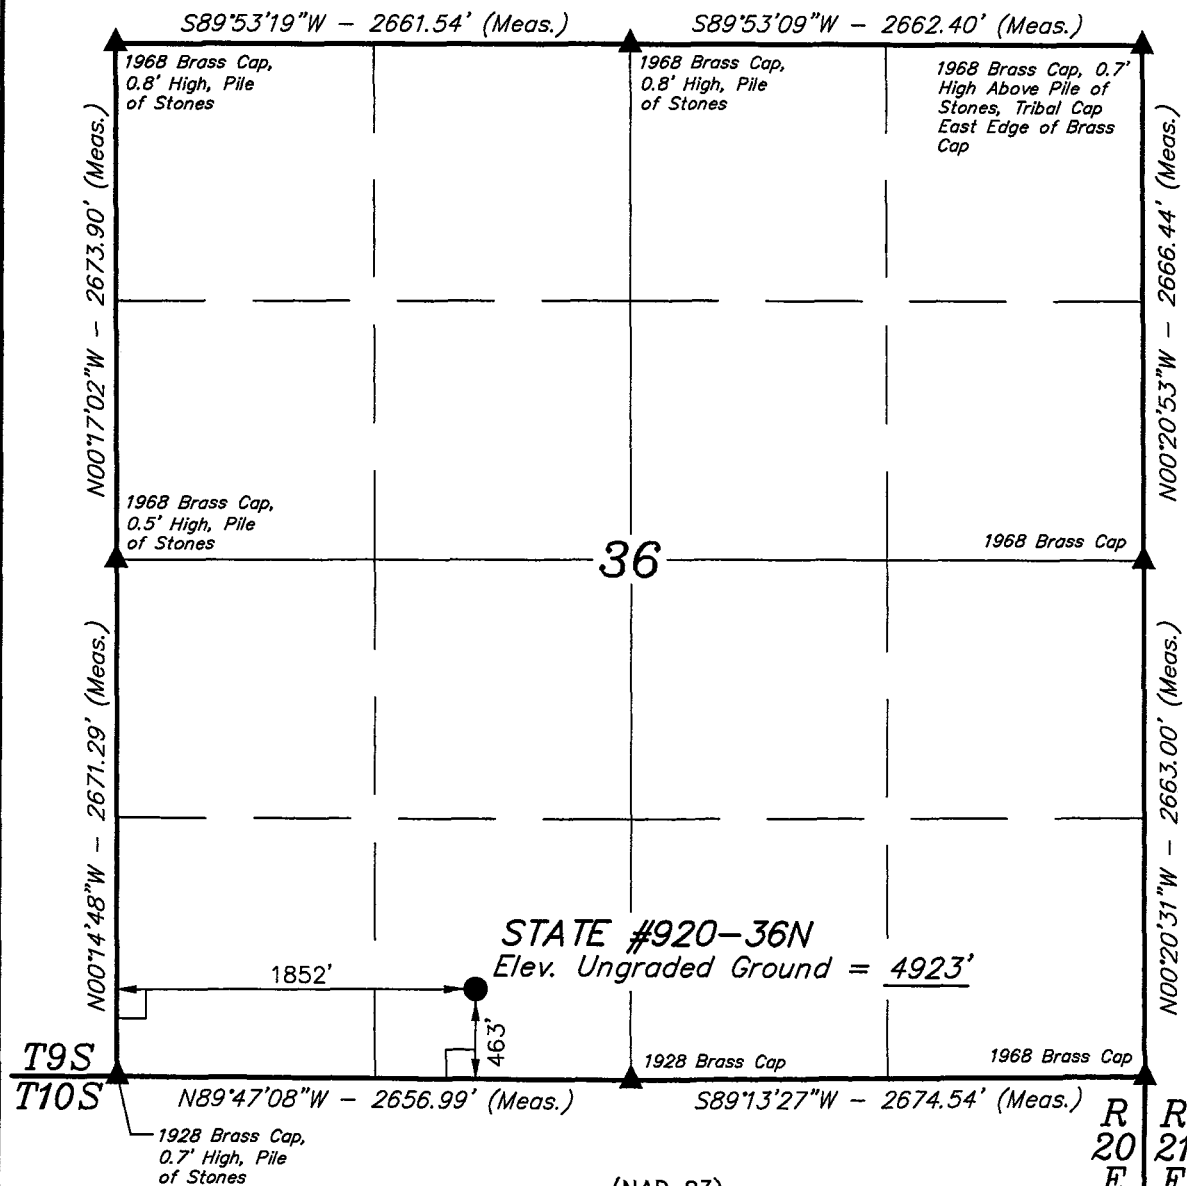 S89°53'19"W - 2661.54' (Meas.)
S89°53'09"W - 2662.40' (Meas.)
1968 Brass Cap,
0.8' High, Pile
of Stones
1968 Brass Cap,
0.8' High, Pile
of Stones
1968 Brass Cap, 0.7'
High Above Pile of
Stones, Tribal Cap
East Edge of Brass
Cap
N00°17'02"W - 2673.90' (Meas.)
N00°20'53"W - 2666.44' (Meas.)
1968 Brass Cap,
0.5' High, Pile
of Stones
36
1968 Brass Cap
N00°14'48"W - 2671.29' (Meas.)
N00°20'31"W - 2663.00' (Meas.)
STATE #920-36N
Elev. Ungraded Ground = 4923'
1852'
463'
T9S
T10S
1928 Brass Cap
1968 Brass Cap
N89°47'08"W - 2656.99' (Meas.)
S89°13'27"W - 2674.54' (Meas.)
1928 Brass Cap,
0.7' High, Pile
of Stones
R R
20 21
E E
(NAD 83)